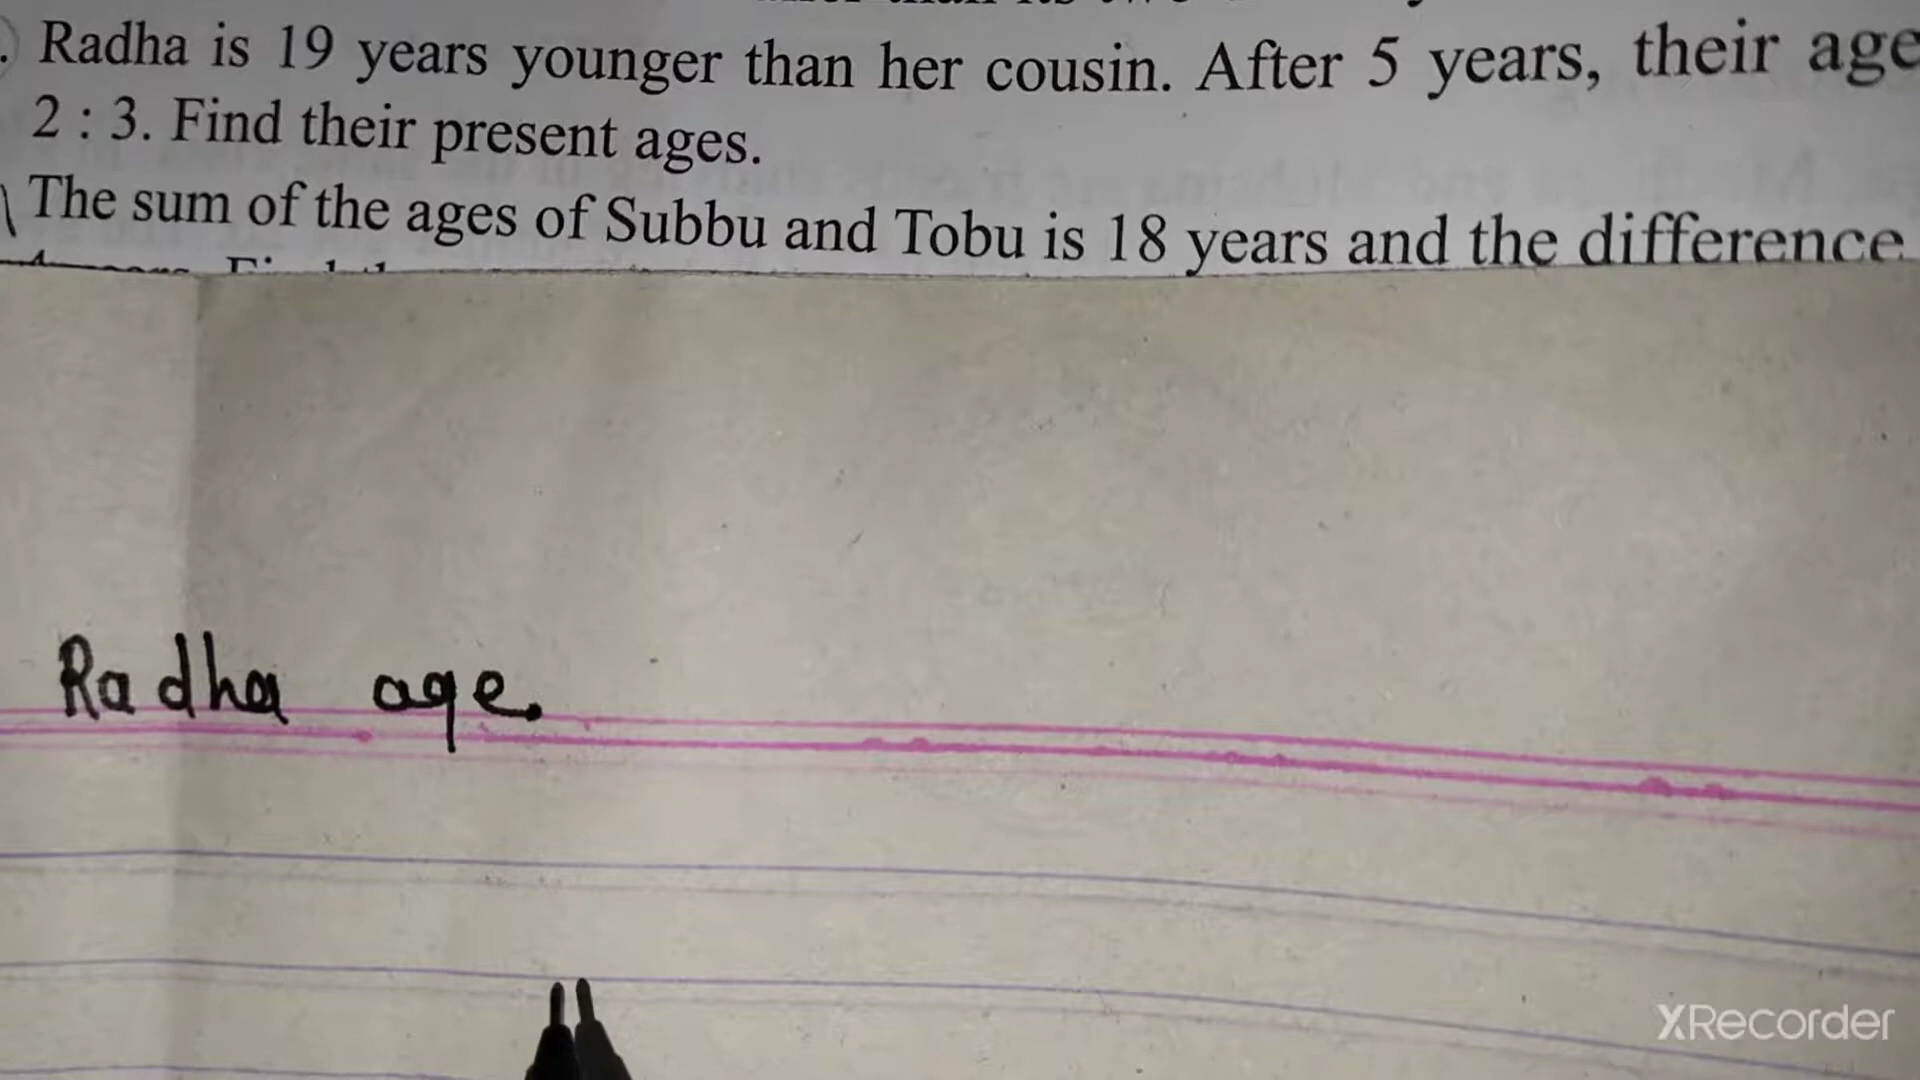 . Radha is 19 years younger than her cousin. After 5 years, their age
2 : 3. Find their present ages.
The sum of the ages of Subbu and Tobu is 18 years and the difference
Radha age.
XRecorder